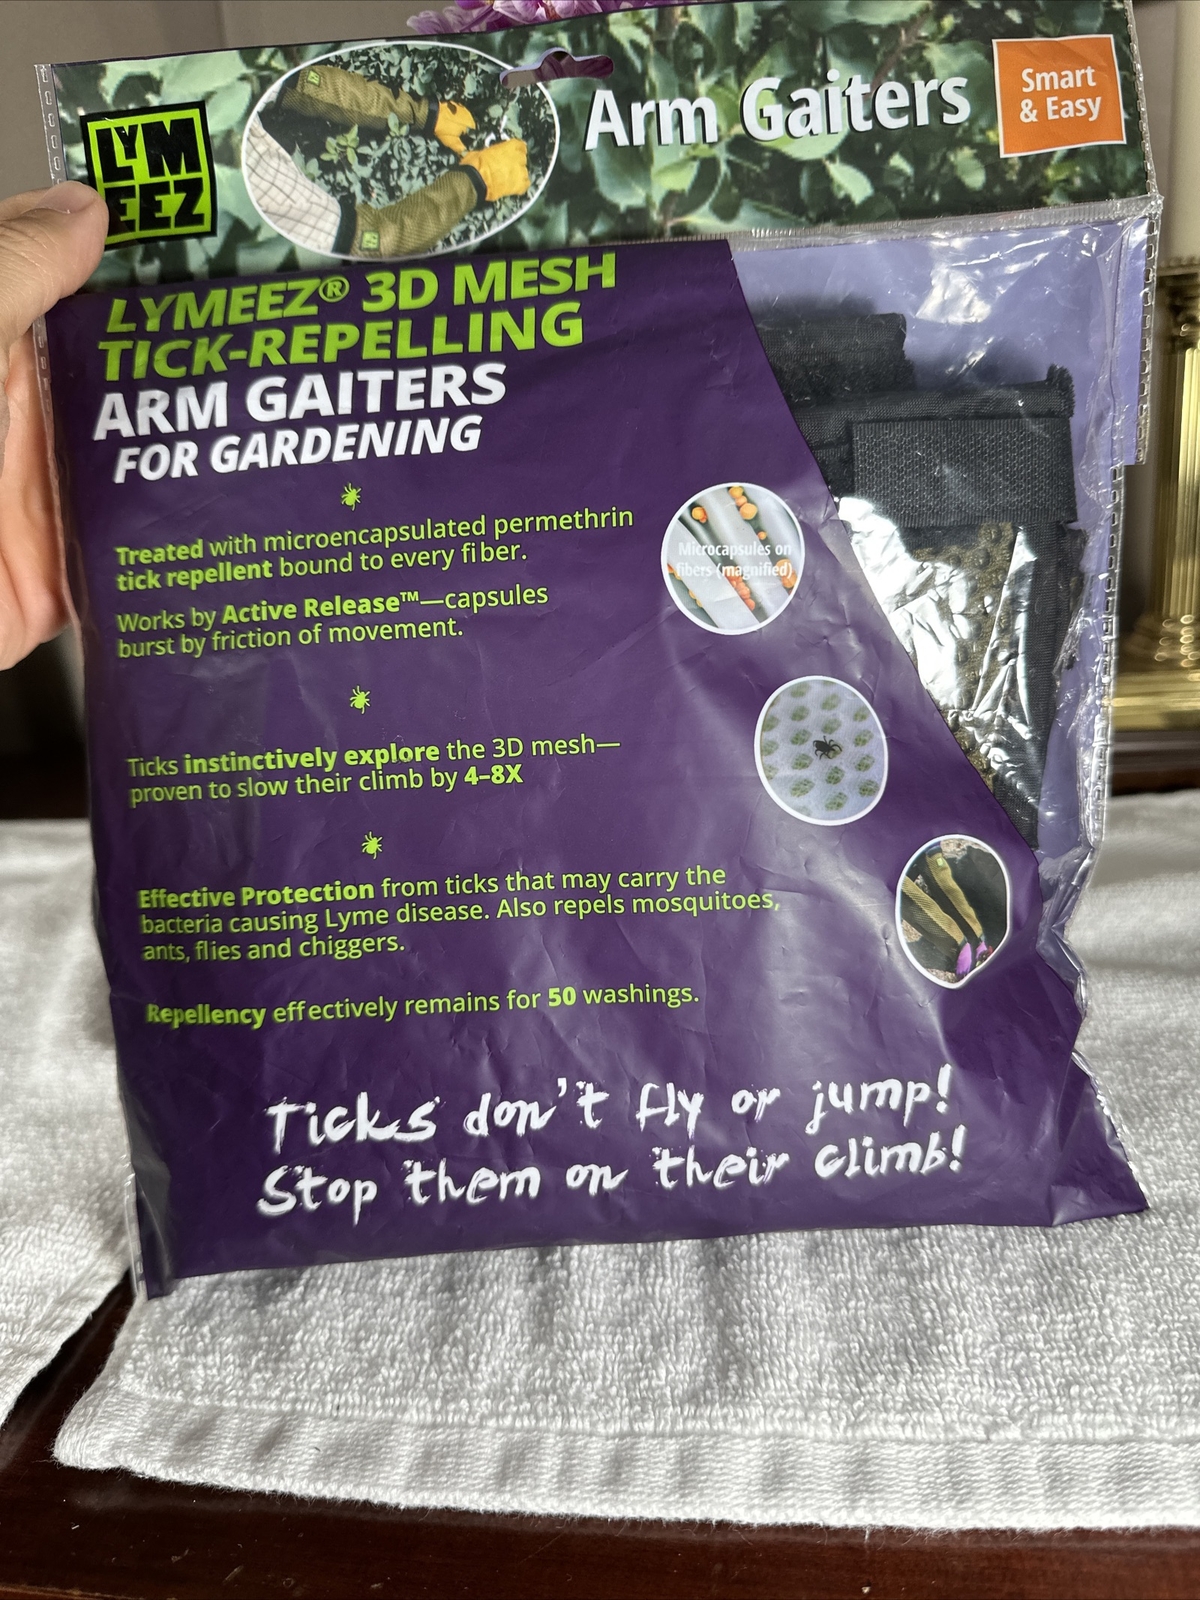 LYM
EEZ
Arm Gaiters
Smart
& Easy
LYMEEZ® 3D MESH
TICK-REPELLING
ARM GAITERS
FOR GARDENING
Treated with microencapsulated permethrin
tick repellent bound to every fiber.
Microcapsules on
fibers (magnified)
Works by Active Release™—capsules
burst by friction of movement.
Ticks instinctively explore the 3D mesh—
proven to slow their climb by 4–8X
Effective Protection from ticks that may carry the
bacteria causing Lyme disease. Also repels mosquitoes,
ants, flies and chiggers.
Repellency effectively remains for 50 washings.
Ticks don't fly or jump!
Stop them on their climb!